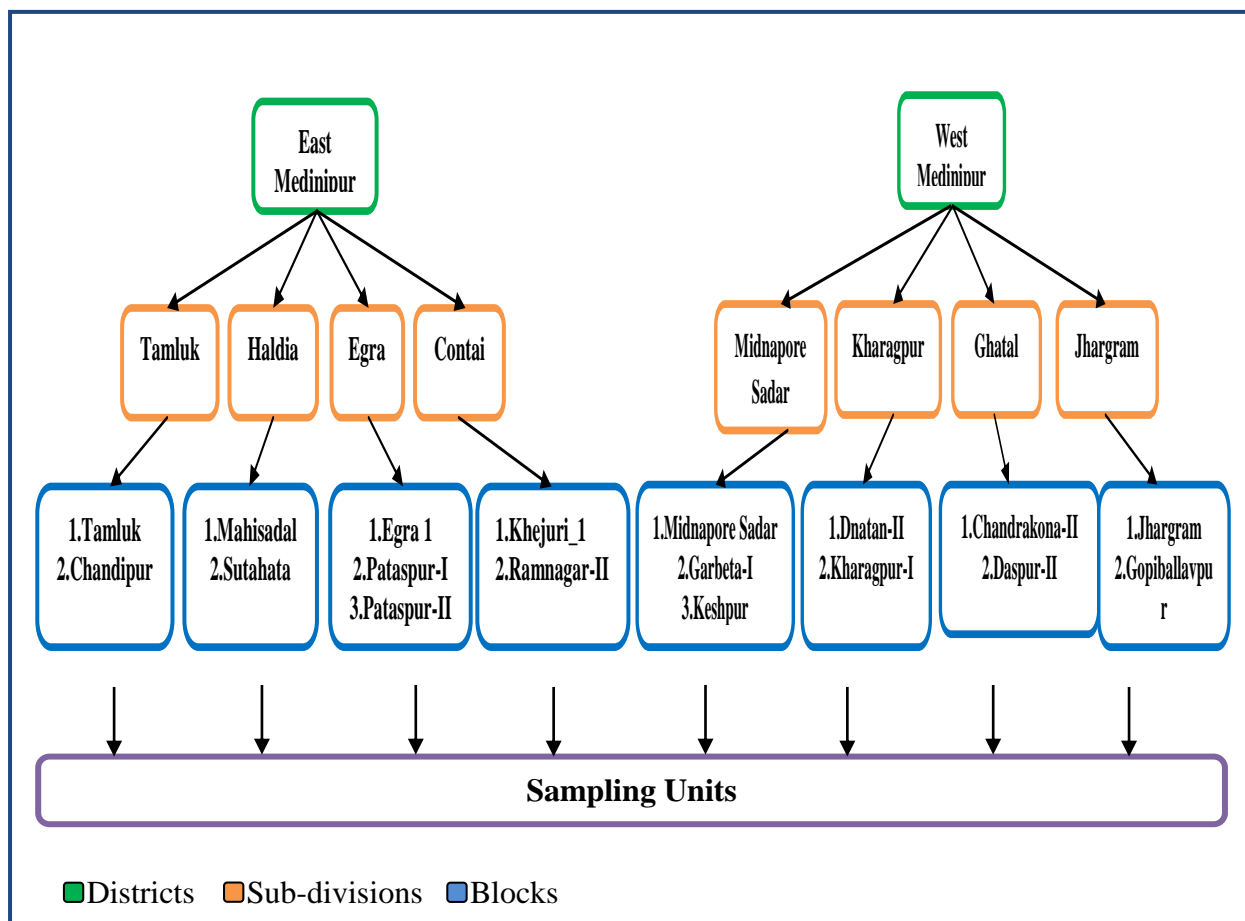 East
Medinipur
West
Medinipur
Tamluk
Haldia
Egra
Contai
Midnapore
Sadar
Kharagpur
Ghatal
Jhargram
1.Tamluk
2.Chandipur
1.Mahisadal
2.Sutahata
1.Egra 1
2.Pataspur-I
3.Pataspur-II
1.Khejuri_1
2.Ramnagar-II
1.Midnapore Sadar
2.Garbeta-I
3.Keshpur
1.Dnatan-II
2.Kharagpur-I
1.Chandrakona-II
2.Daspur-II
1.Jhargram
2.Gopiballavpu
r
Sampling Units
Districts Sub-divisions Blocks